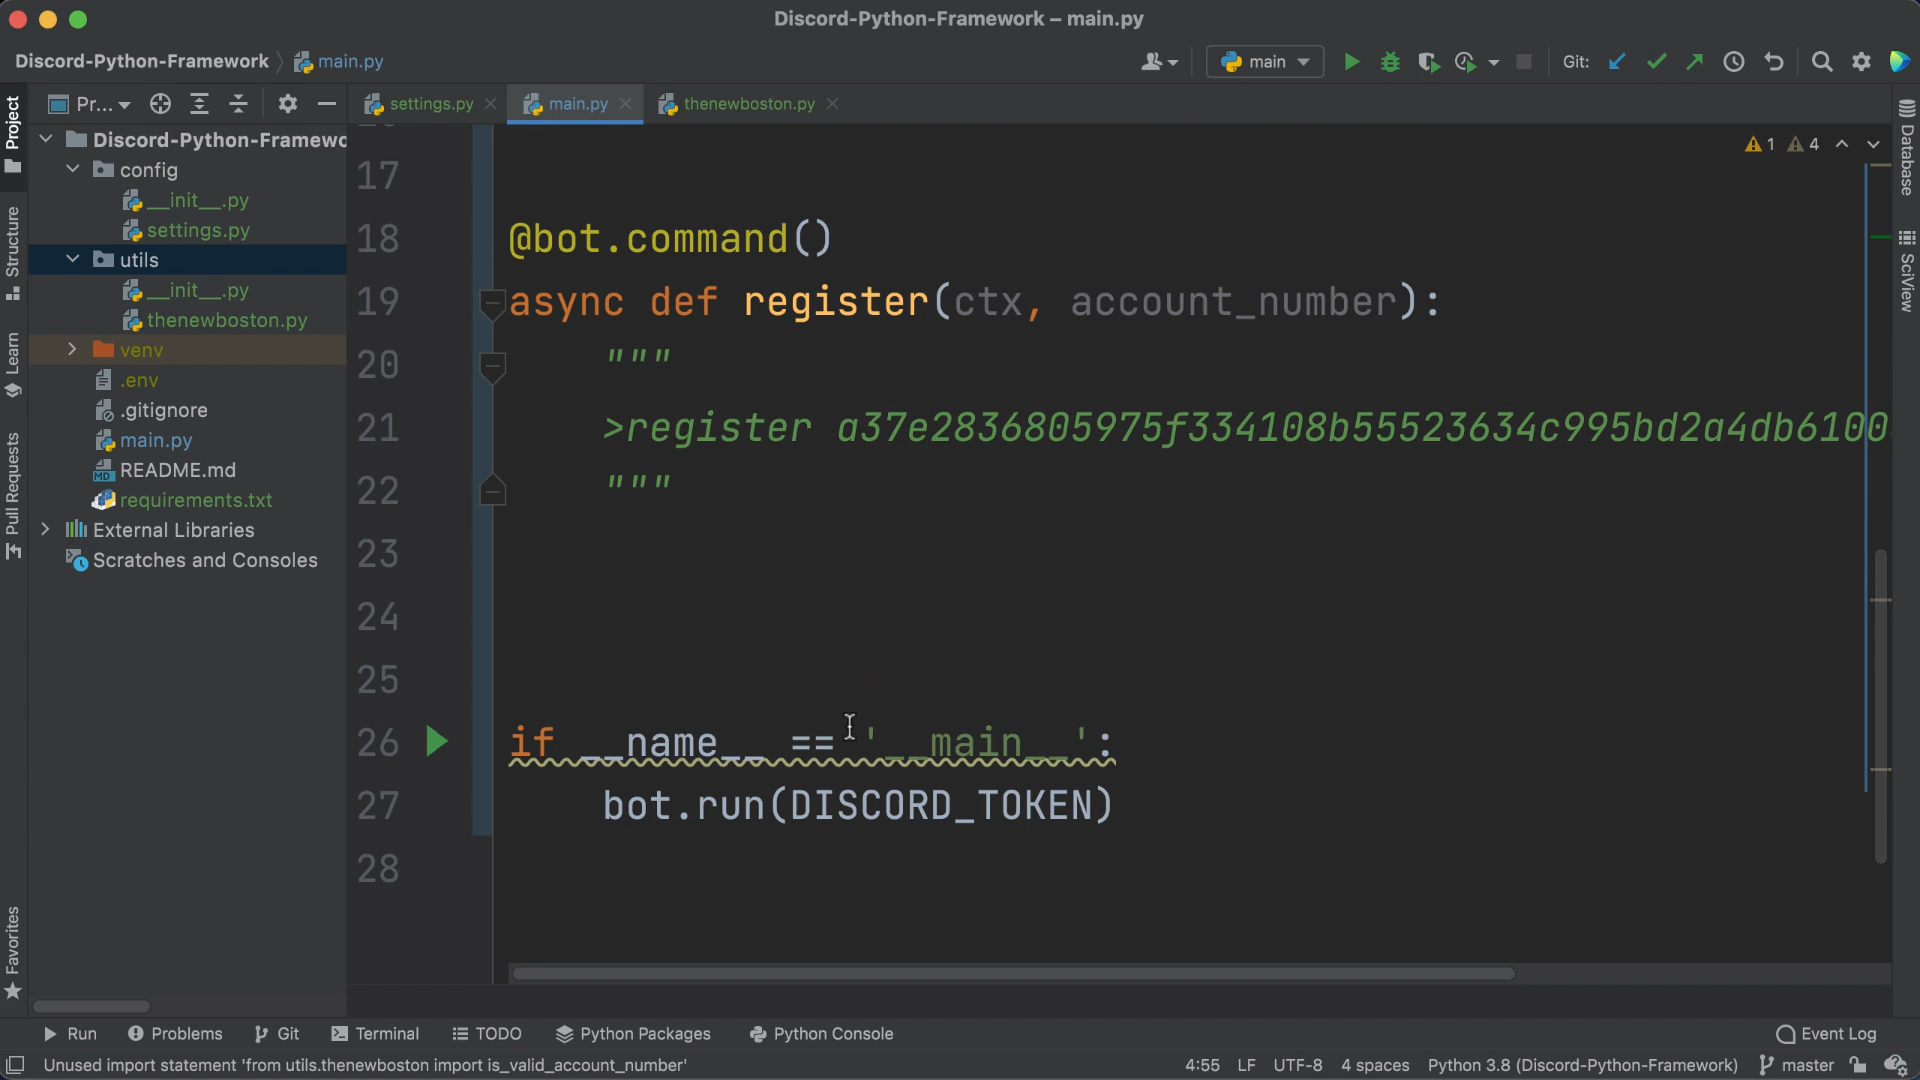 Discord-Python-Framework – main.py
Discord-Python-Framework
main.py
main
Git:
Pr...
settings.py
main.py
thenewboston.py
Project
Structure
Learn
Pull Requests
Favorites
Discord-Python-Framewo
config
__init__.py
settings.py
utils
__init__.py
thenewboston.py
venv
.env
.gitignore
main.py
README.md
requirements.txt
External Libraries
Scratches and Consoles
1 4
Database
SciView
17
18 @bot.command()
19 async def register(ctx, account_number):
20 """
21 >register a37e2836805975f334108b55523634c995bd2a4db6100
22 """
23
24
25
26 if __name__ == '__main__':
27 bot.run(DISCORD_TOKEN)
28
Run
Problems
Git
Terminal
TODO
Python Packages
Python Console
Event Log
Unused import statement 'from utils.thenewboston import is_valid_account_number'
4:55 LF UTF-8 4 spaces Python 3.8 (Discord-Python-Framework) master